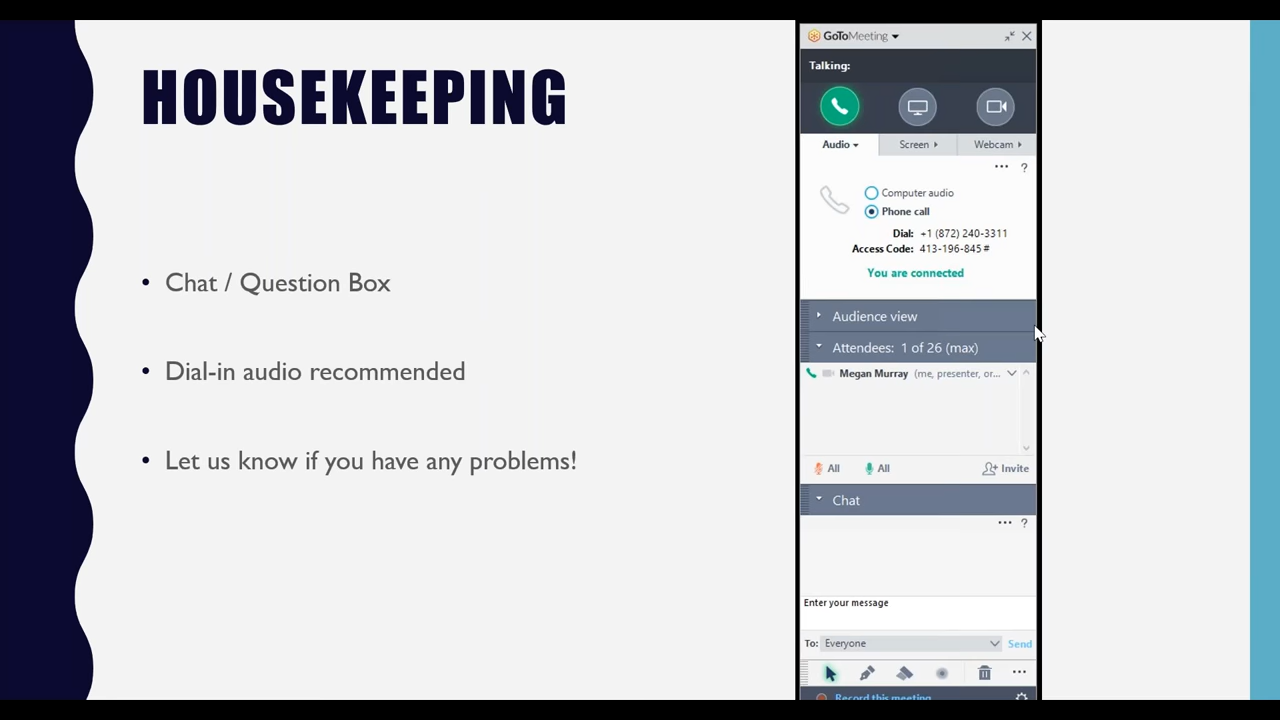 HOUSEKEEPING
• Chat / Question Box
• Dial-in audio recommended
• Let us know if you have any problems!
GoToMeeting
Talking:
Audio Screen Webcam
... ?
Computer audio
Phone call
Dial: +1 (872) 240-3311
Access Code: 413-196-845 #
You are connected
Audience view
Attendees: 1 of 26 (max)
Megan Murray (me, presenter, or...
All All Invite
Chat
... ?
Enter your message
To: Everyone Send
...
Record this meeting